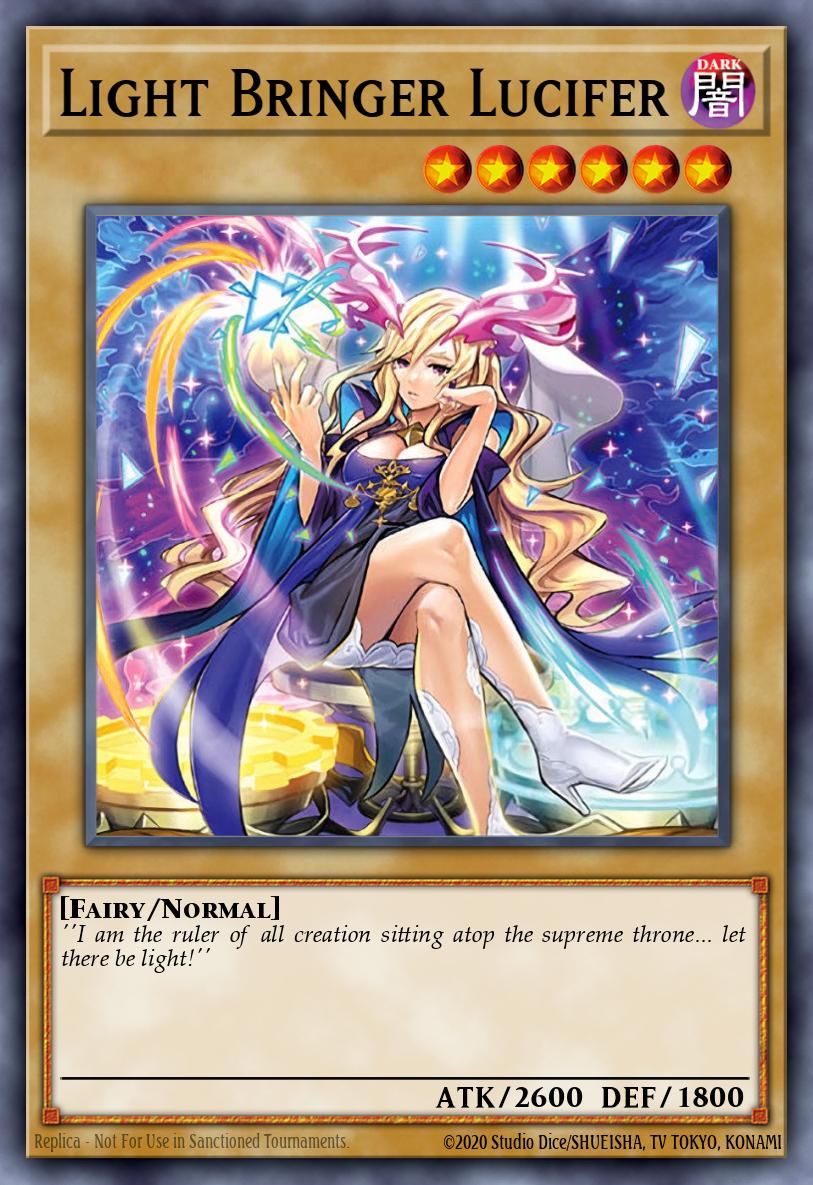 Light Bringer Lucifer
DARK
闇
[Fairy/Normal]
''I am the ruler of all creation sitting atop the supreme throne... let
there be light!''
ATK/2600 DEF/1800
Replica - Not For Use in Sanctioned Tournaments.
©2020 Studio Dice/SHUEISHA, TV TOKYO, KONAMI